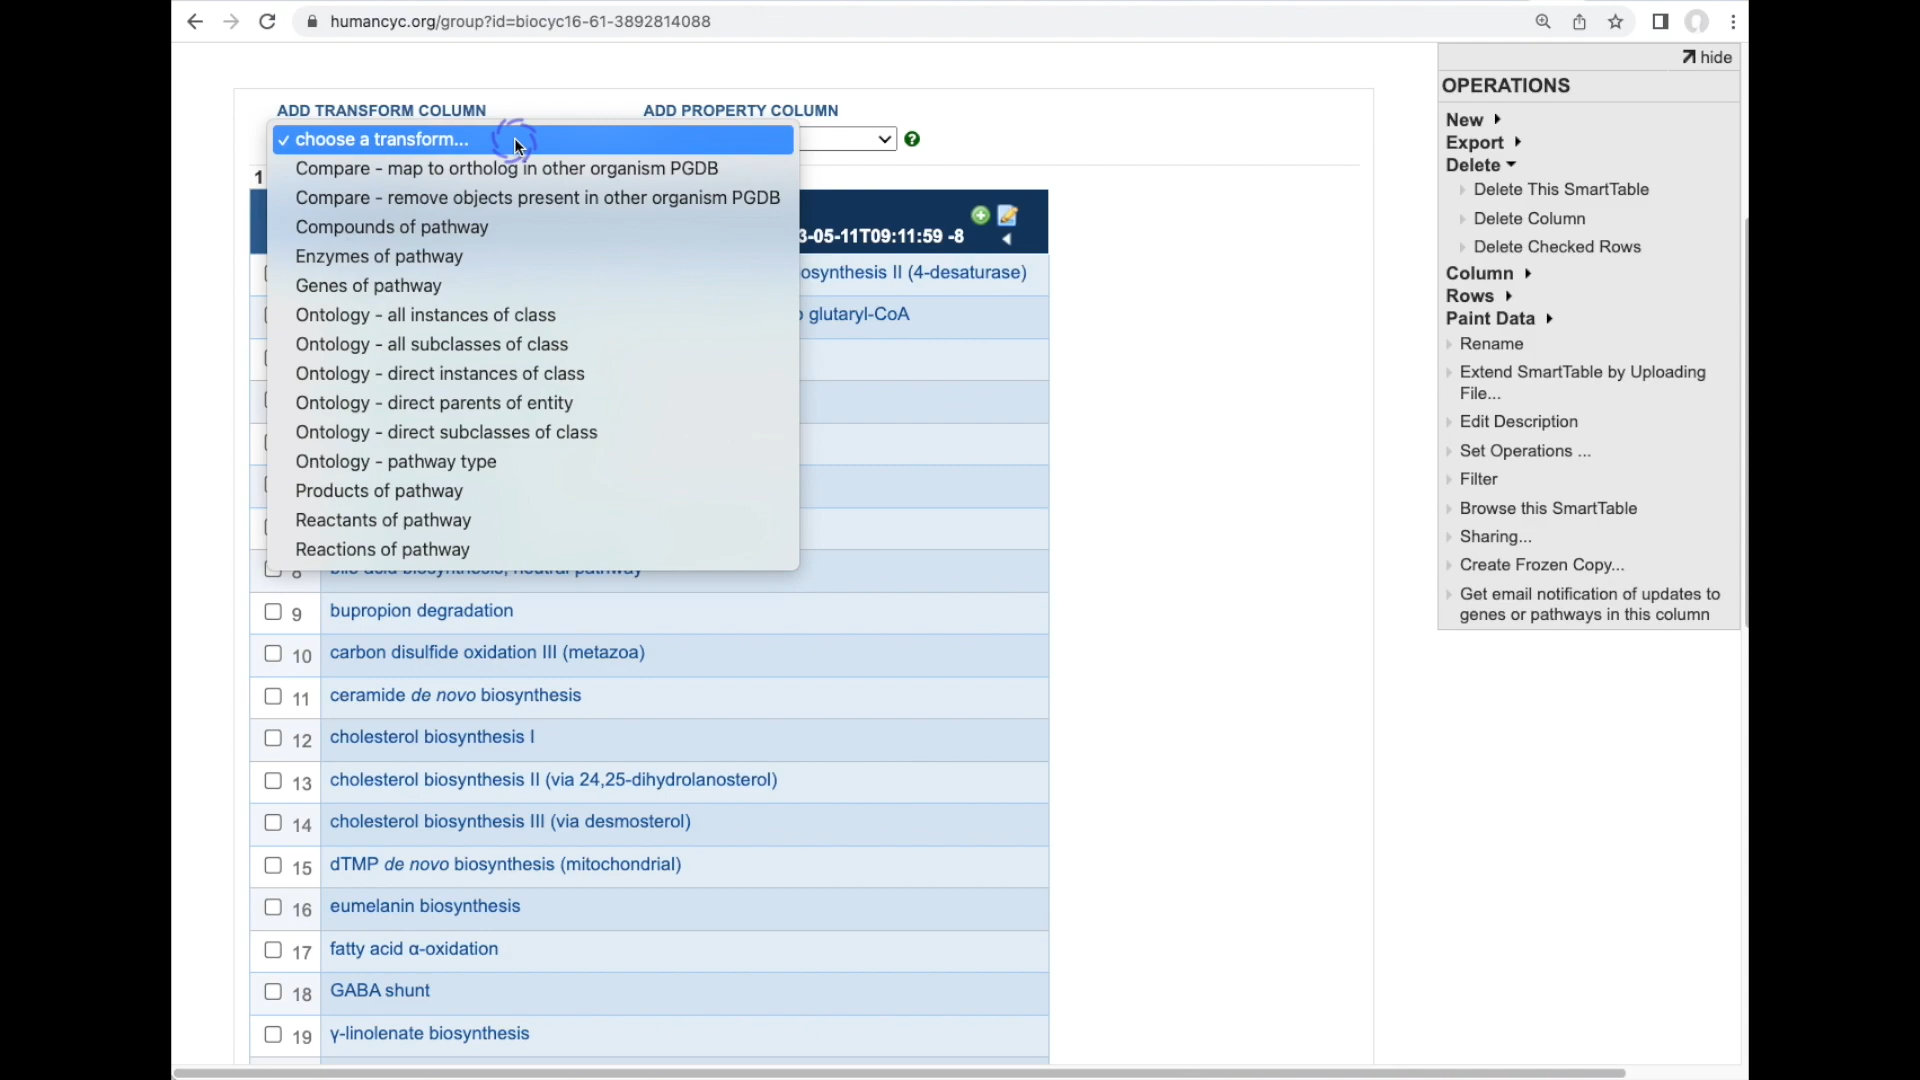 humancyc.org/group?id=biocyc16-61-3892814088
hide
OPERATIONS
New
Export
Delete
Delete This SmartTable
Delete Column
Delete Checked Rows
Column
Rows
Paint Data
Rename
Extend SmartTable by Uploading
File...
Edit Description
Set Operations ...
Filter
Browse this SmartTable
Sharing...
Create Frozen Copy...
Get email notification of updates to
genes or pathways in this column
ADD TRANSFORM COLUMN
ADD PROPERTY COLUMN
✓ choose a transform...
Compare - map to ortholog in other organism PGDB
Compare - remove objects present in other organism PGDB
Compounds of pathway
Enzymes of pathway
Genes of pathway
Ontology - all instances of class
Ontology - all subclasses of class
Ontology - direct instances of class
Ontology - direct parents of entity
Ontology - direct subclasses of class
Ontology - pathway type
Products of pathway
Reactants of pathway
Reactions of pathway
1
3-05-11T09:11:59 -8
osynthesis II (4-desaturase)
glutaryl-CoA
8 bile acid biosynthesis, neutral pathway
9 bupropion degradation
10 carbon disulfide oxidation III (metazoa)
11 ceramide de novo biosynthesis
12 cholesterol biosynthesis I
13 cholesterol biosynthesis II (via 24,25-dihydrolanosterol)
14 cholesterol biosynthesis III (via desmosterol)
15 dTMP de novo biosynthesis (mitochondrial)
16 eumelanin biosynthesis
17 fatty acid α-oxidation
18 GABA shunt
19 γ-linolenate biosynthesis